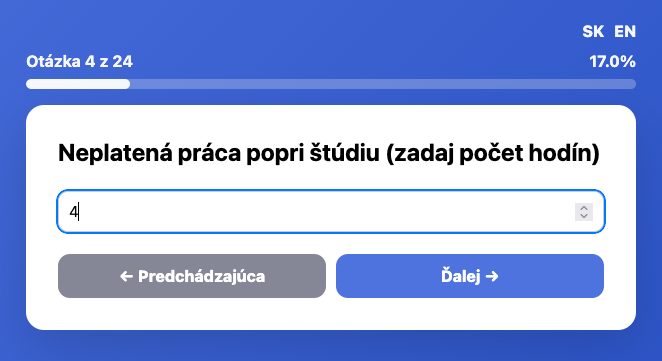 SK EN
Otázka 4 z 24 17.0%
Neplatená práca popri štúdiu (zadaj počet hodín)
4
← Predchádzajúca Ďalej →